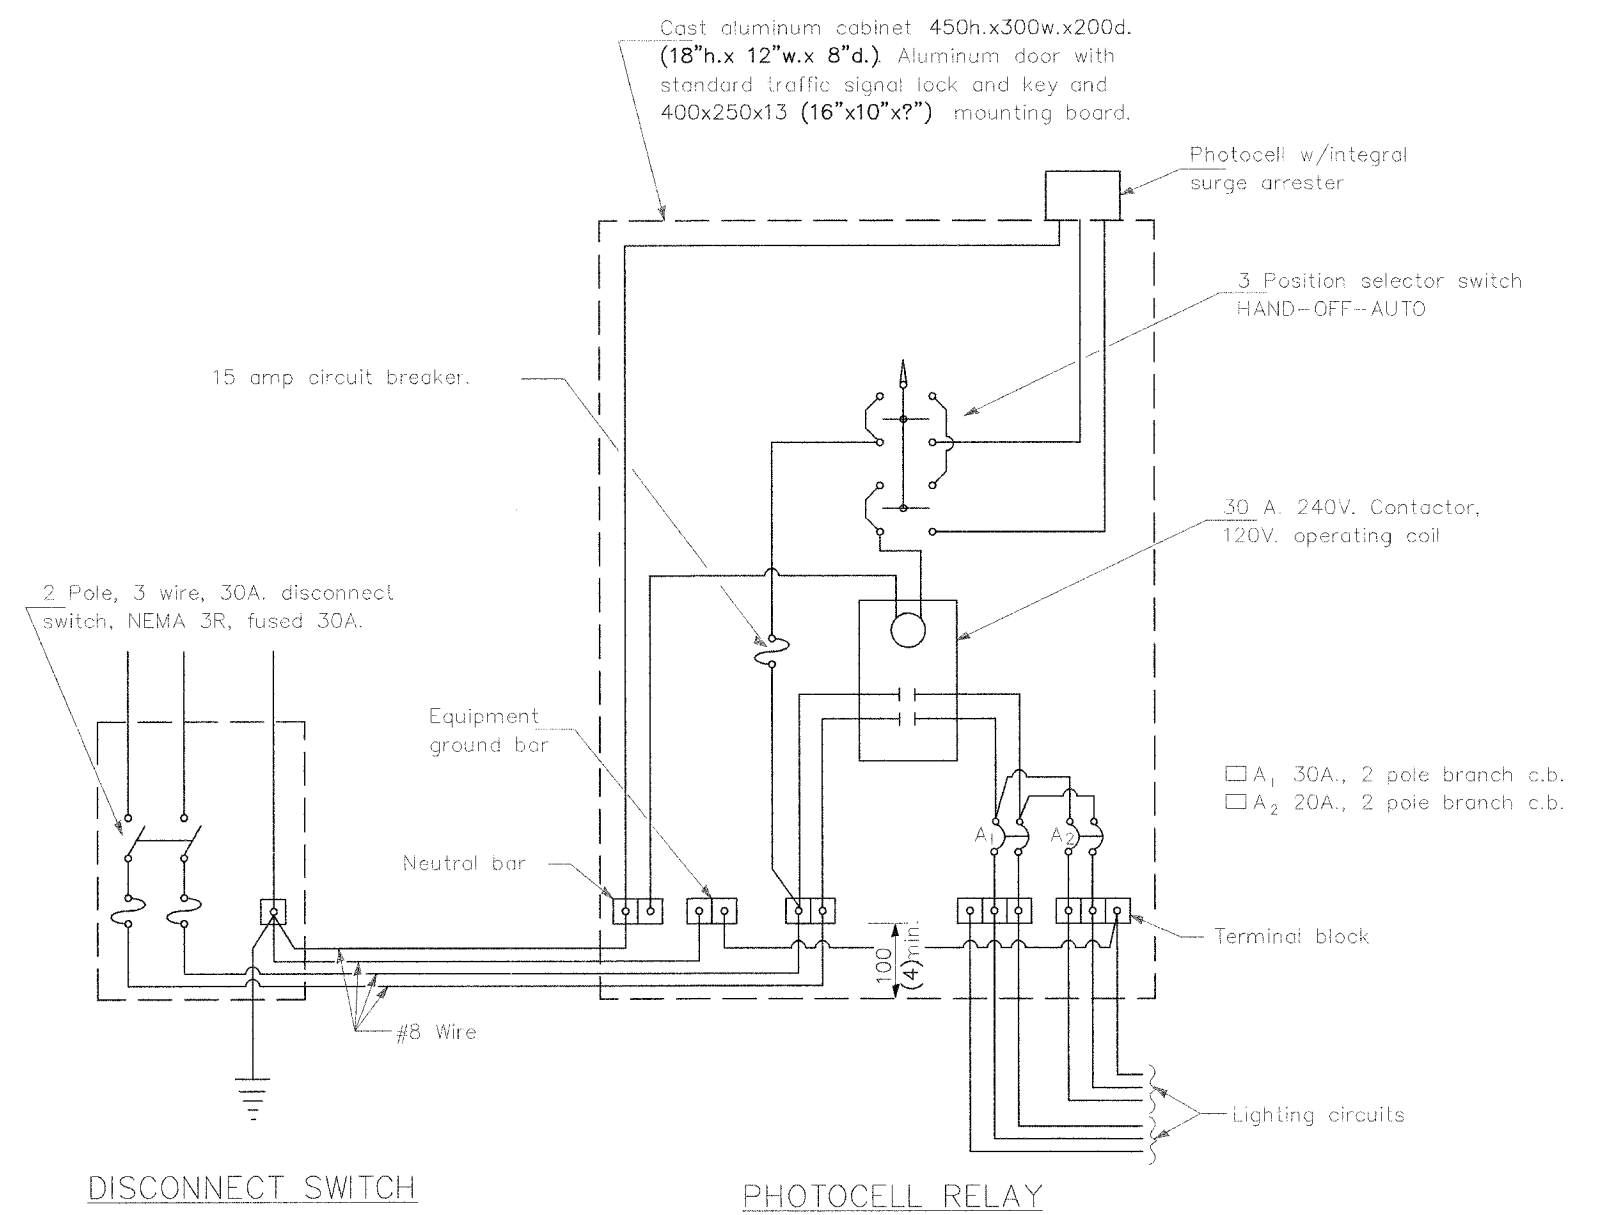 Cast aluminum cabinet 450h.x300w.x200d.
(18"h.x 12"w.x 8"d.). Aluminum door with
standard traffic signal lock and key and
400x250x13 (16"x10"x?") mounting board.
Photocell w/integral
surge arrester
3 Position selector switch
HAND-OFF-AUTO
15 amp circuit breaker.
30 A. 240V. Contactor,
120V. operating coil
2 Pole, 3 wire, 30A. disconnect
switch, NEMA 3R, fused 30A.
Equipment
ground bar
A1 30A., 2 pole branch c.b.
A2 20A., 2 pole branch c.b.
A1
A2
Neutral bar
Terminal block
100
(4)min.
#8 Wire
Lighting circuits
DISCONNECT SWITCH
PHOTOCELL RELAY